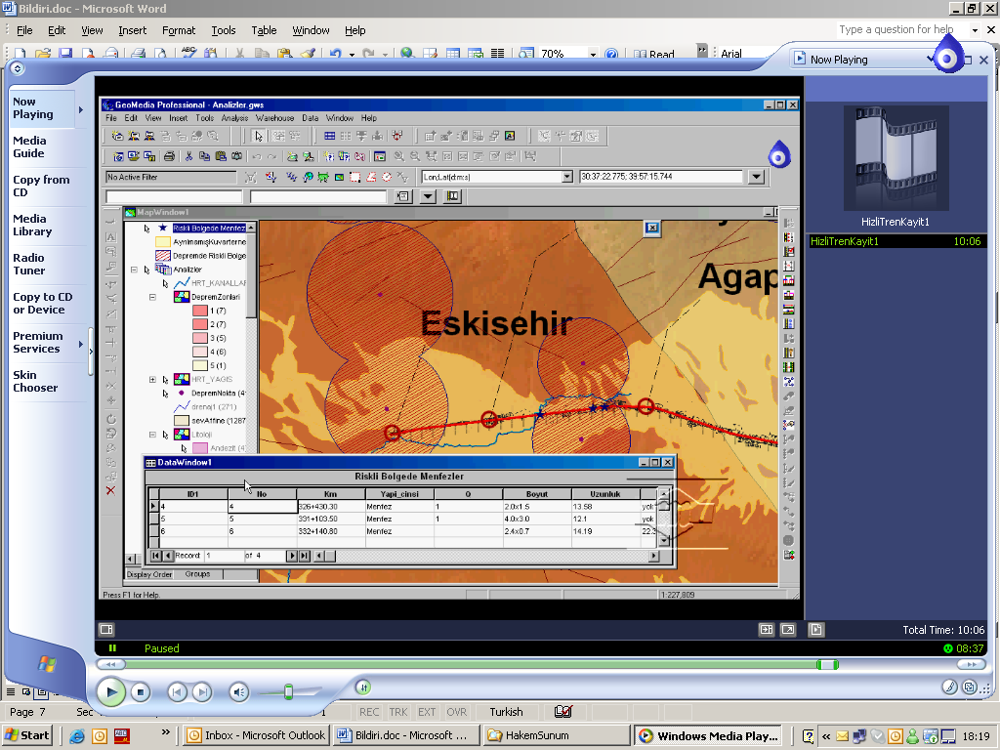 Bildiri.doc - Microsoft Word
File Edit View Insert Format Tools Table Window Help
Type a question for help
70% Read Arial
Now Playing
Now Playing
Media Guide
Copy from CD
Media Library
Radio Tuner
Copy to CD or Device
Premium Services
Skin Chooser
GeoMedia Professional - Analizler.gws
File Edit View Insert Tools Analysis Warehouse Data Window Help
No Active Filter
Lon,Lat(d:m:s)
30:37:22.775; 39:57:15.744
MapWindow1
Riskli Bolgede Menfez
AyrilmamışKuvarterne
Depremde Riskli Bolge
Analizler
HRT_KANALLAF
DepremZonlari
1 (7)
2 (7)
3 (5)
4 (6)
5 (1)
HRT_YAGIS
DepremNokta (4
drenaj1 (271)
sevAffine (1287
Litoloji
Andezit (4
Eskisehir
Agap
DataWindow1
Riskli Bolgede Menfezler
ID1 No Km Yapi_cinsi Q Boyut Uzunluk
4 4 326+430.30 Menfez 1 2.0x1.5 13.58 yok
5 5 331+103.50 Menfez 1 4.0x3.0 12.1 yok
6 6 332+140.80 Menfez 2.4x0.7 14.19 22.
Record: 1 of 4
Display Order Groups
Press F1 for Help.
1:227,809
HizliTrenKayit1
HizliTrenKayit1 10:06
Total Time: 10:06
Paused
08:37
Page 7 Sec 1 REC TRK EXT OVR Turkish
Start
Inbox - Microsoft Outlook
Bildiri.doc - Microsoft ...
HakemSunum
Windows Media Play...
18:19